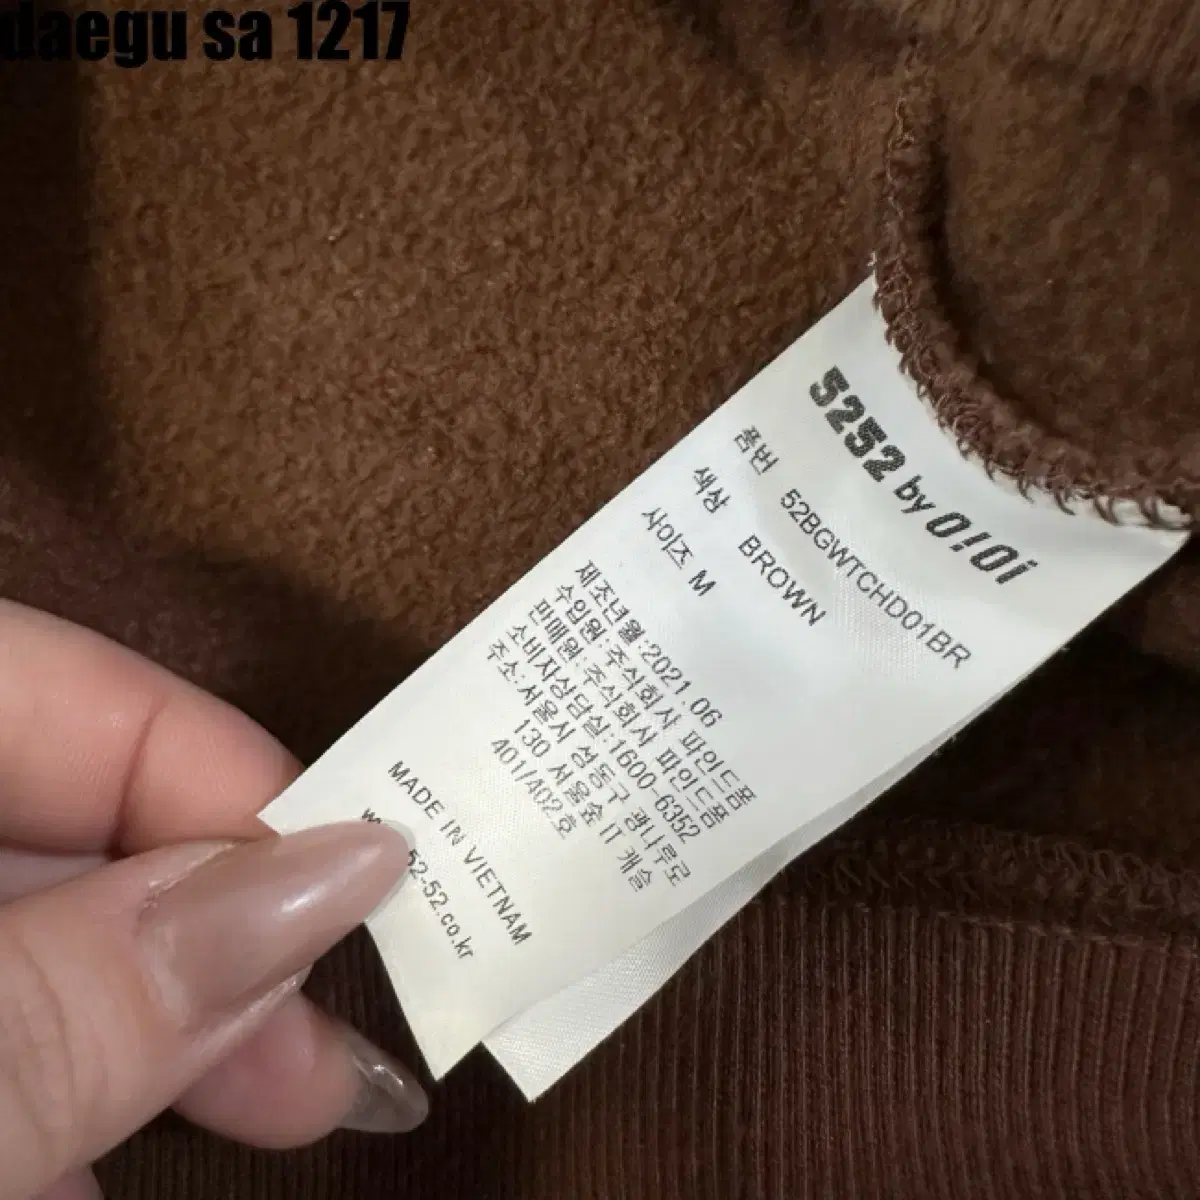 daegu sa 1217
5252 by O!Oi
품번 52BGWTCHD01BR
색상 BROWN
사이즈 M
제조년월:2021.06
수입원:주식회사 파인드폼
판매원:주식회사 파인드폼
소비자상담실:1600-6352
주소:서울시 성동구 광나루로
130 서울숲 IT 캐슬
401/402호
MADE IN VIETNAM
52-52.co.kr